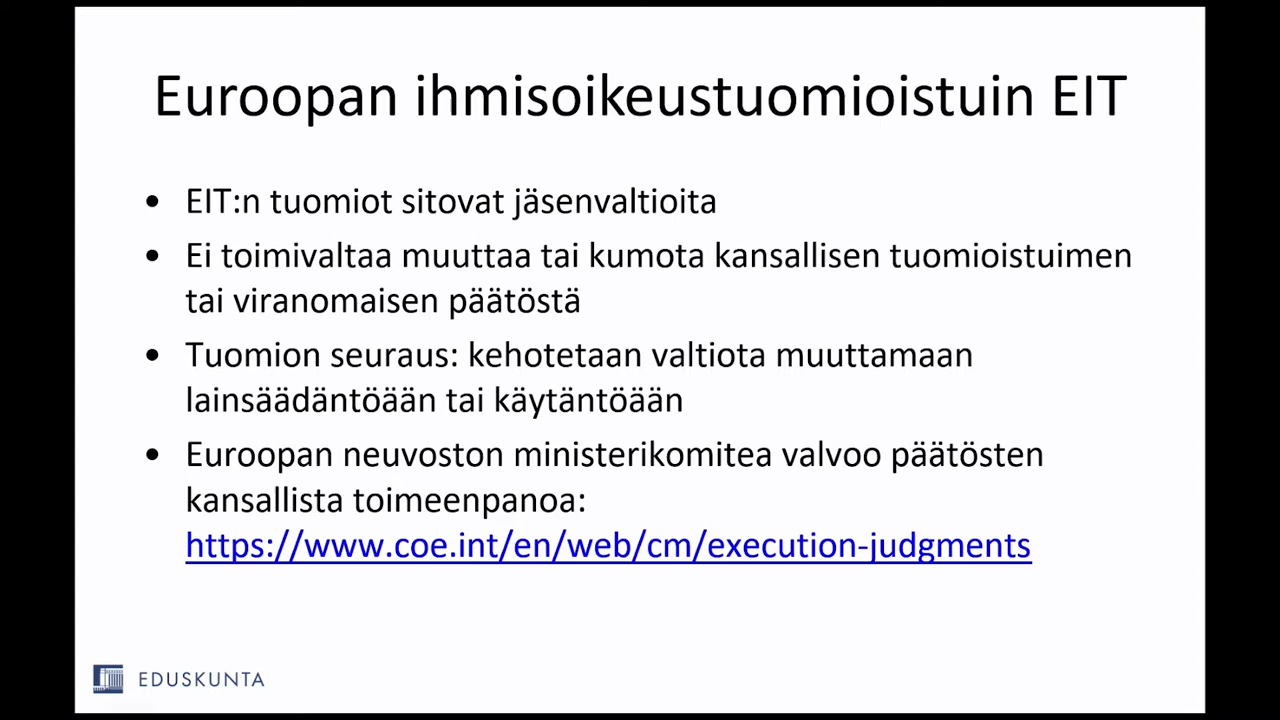 Euroopan ihmisoikeustuomioistuin EIT
• EIT:n tuomiot sitovat jäsenvaltioita
• Ei toimivaltaa muuttaa tai kumota kansallisen tuomioistuimen
tai viranomaisen päätöstä
• Tuomion seuraus: kehotetaan valtiota muuttamaan
lainsäädäntöään tai käytäntöään
• Euroopan neuvoston ministerikomitea valvoo päätösten
kansallista toimeenpanoa:
https://www.coe.int/en/web/cm/execution-judgments
EDUSKUNTA